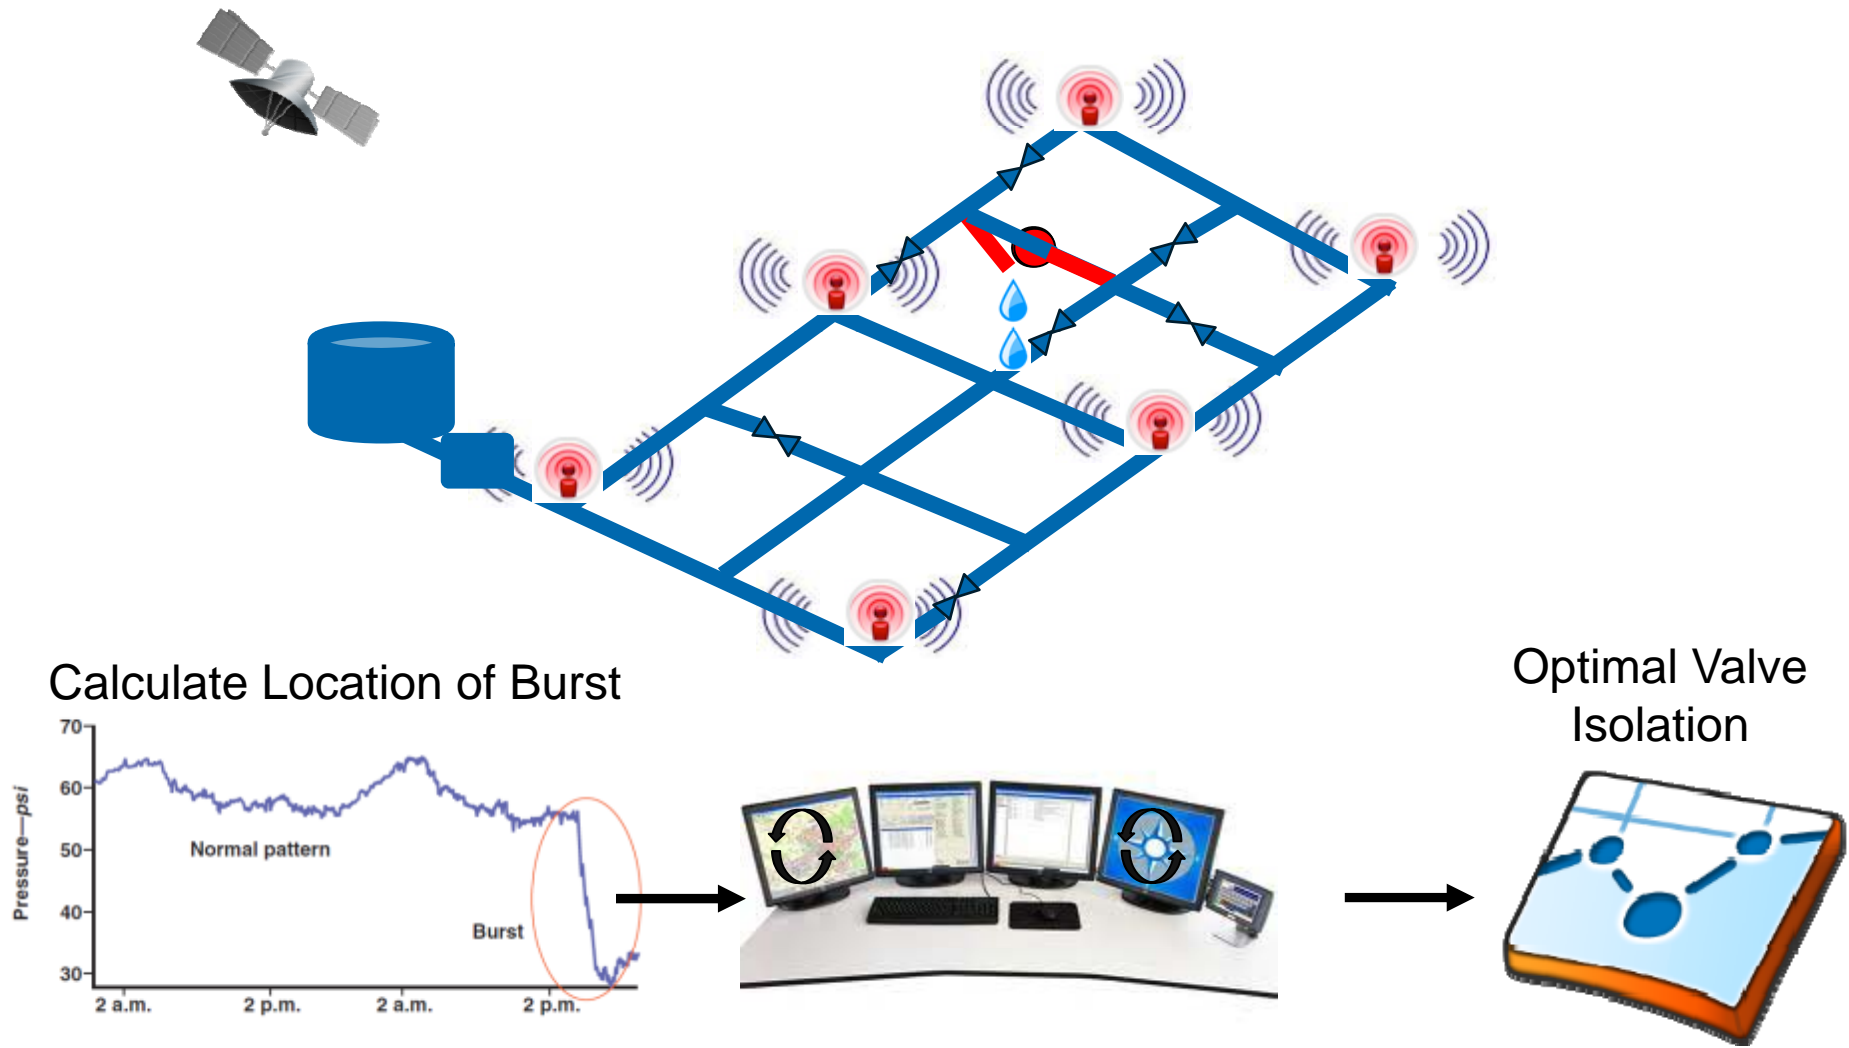 Calculate Location of Burst
Optimal Valve
Isolation
70
60
50
40
30
Pressure—psi
Normal pattern
Burst
2 a.m.
2 p.m.
2 a.m.
2 p.m.